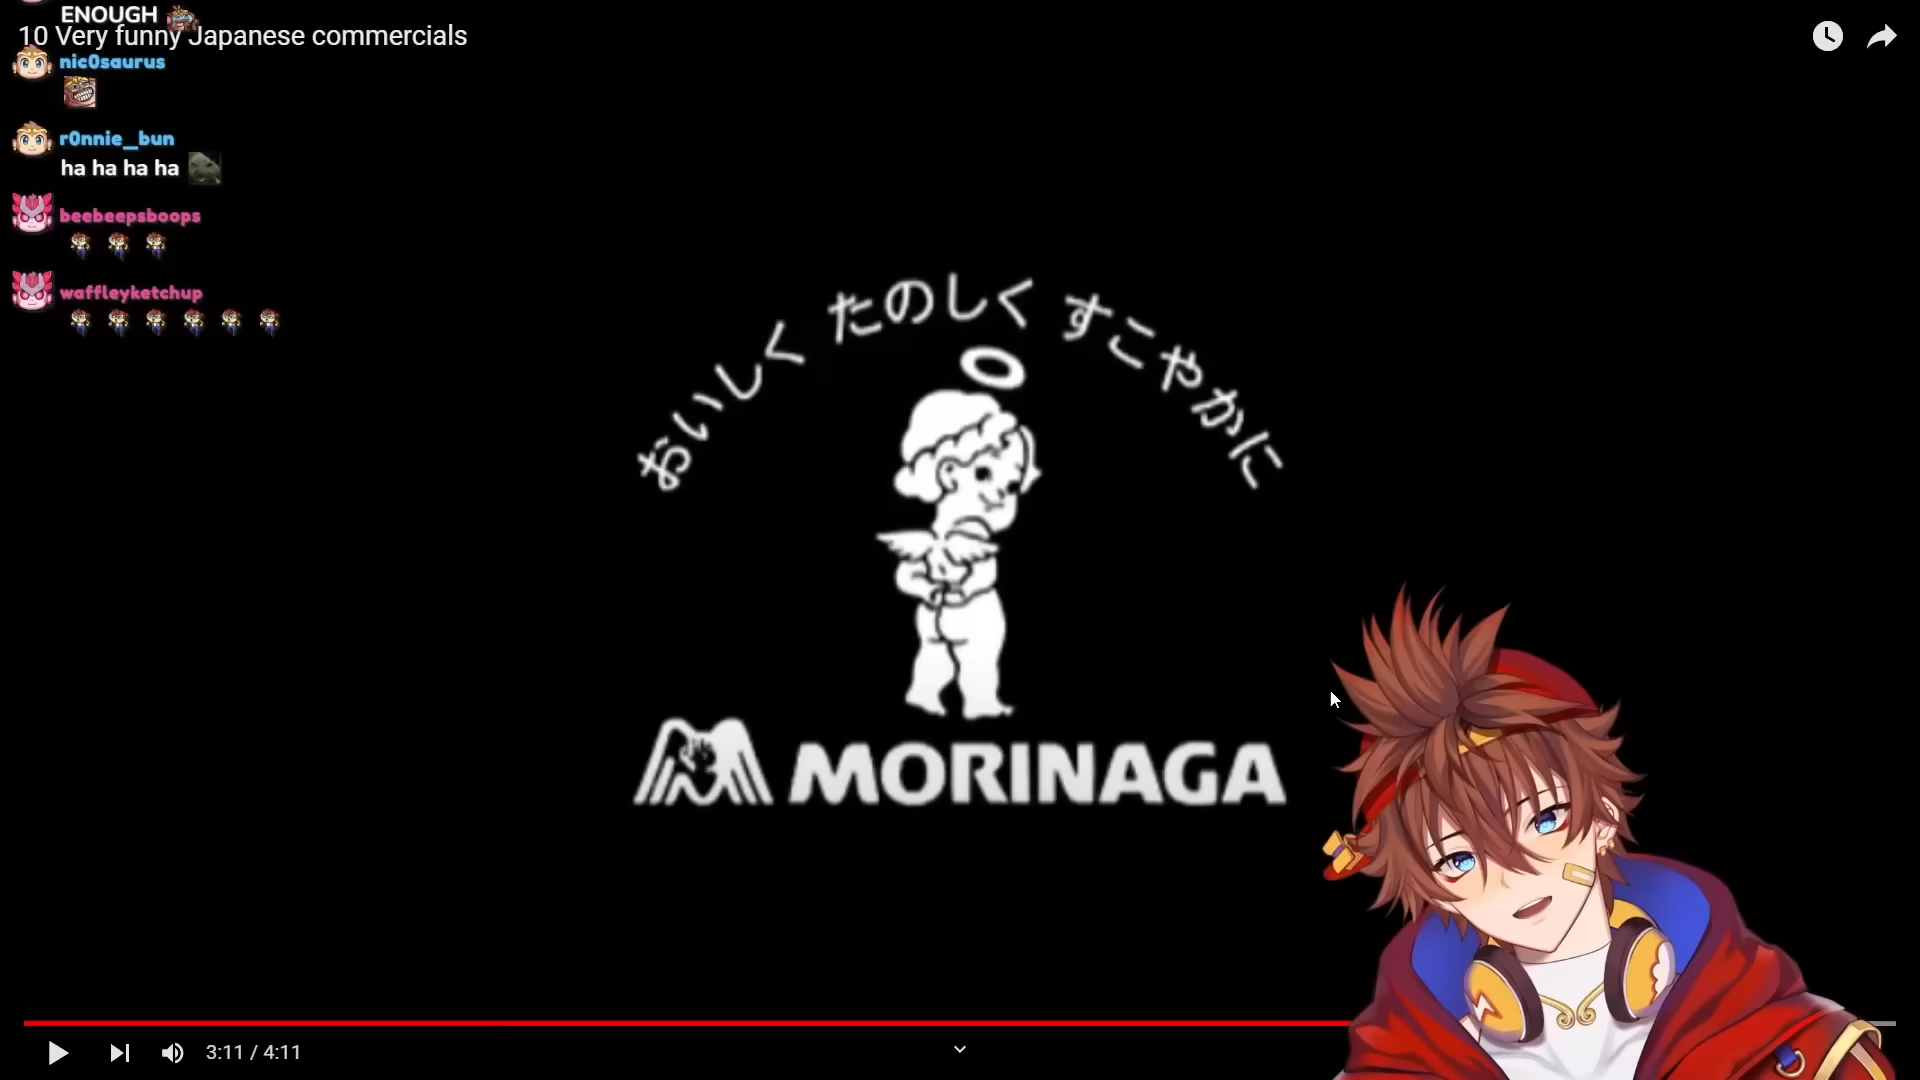 ENOUGH
10 Very funny Japanese commercials
nic0saurus
r0nnie_bun
ha ha ha ha
beebeepsboops
waffleyketchup
おいしく たのしく すこやかに
MORINAGA
3:11 / 4:11